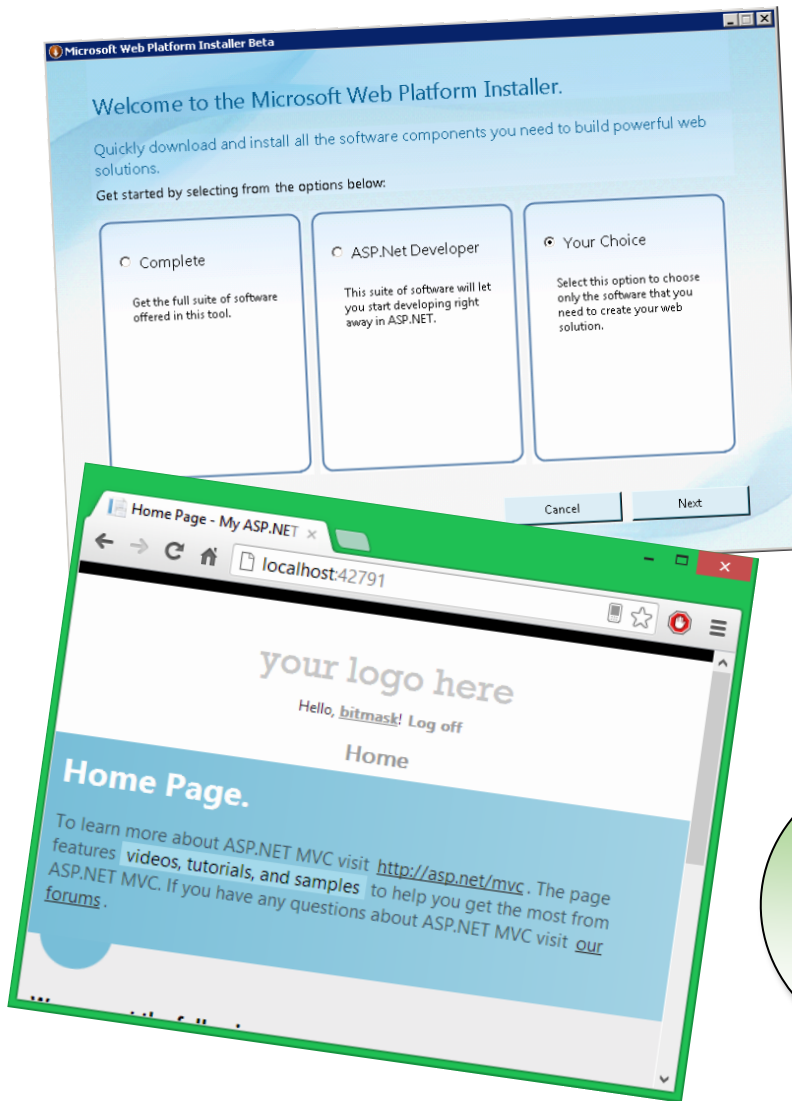 Microsoft Web Platform Installer Beta
Welcome to the Microsoft Web Platform Installer.
Quickly download and install all the software components you need to build powerful web
solutions.
Get started by selecting from the options below:
Complete
Get the full suite of software
offered in this tool.
ASP.Net Developer
This suite of software will let
you start developing right
away in ASP.NET.
Your Choice
Select this option to choose
only the software that you
need to create your web
solution.
Cancel
Next
Home Page - My ASP.NET
localhost:42791
your logo here
Hello, bitmask! Log off
Home
Home Page.
To learn more about ASP.NET MVC visit http://asp.net/mvc. The page
features videos, tutorials, and samples to help you get the most from
ASP.NET MVC. If you have any questions about ASP.NET MVC visit our
forums.